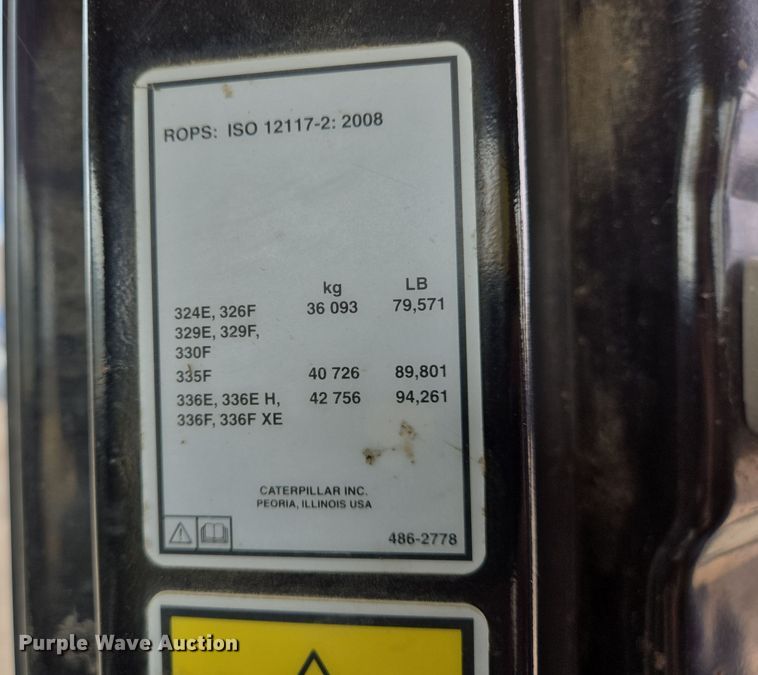 ROPS: ISO 12117-2: 2008
kg LB
324E, 326F 36 093 79,571
329E, 329F,
330F
335F 40 726 89,801
336E, 336E H, 42 756 94,261
336F, 336F XE
CATERPILLAR INC.
PEORIA, ILLINOIS USA
486-2778
Purple Wave Auction